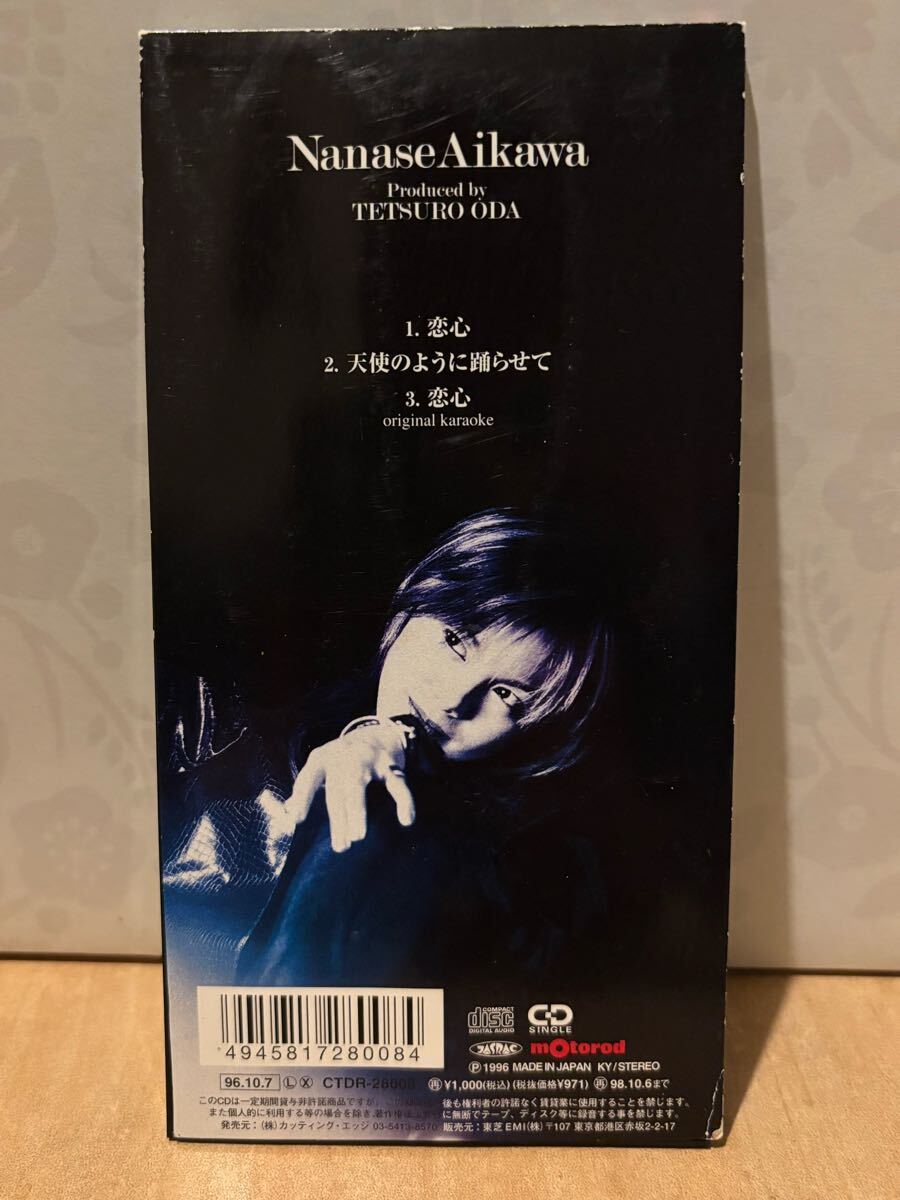 NanaseAikawa
Produced by
TETSURO ODA
1. 恋心
2. 天使のように踊らせて
3. 恋心
original karaoke
COMPACT
disc
DIGITAL AUDIO
CD
SINGLE
JASRAC
motorod
4945817280084
Ⓟ1996 MADE IN JAPAN KY/STEREO
96.10.7 Ⓛ Ⓧ CTDR- 再 ¥1,000(税込) (税抜価格¥971) 再 98.10.6まで
このCDは一定期間貸与非許諾商品ですが、 後も権利者の許諾なく賃貸業に使用することを禁じます。
また個人的に利用する等の場合を除き、著作権法上 に無断でテープ、ディスク等に録音する事を禁じます。
発売元:(株)カッティング・エッジ 03-5413-8570 販売元:東芝EMI(株)〒107 東京都港区赤坂2-2-17